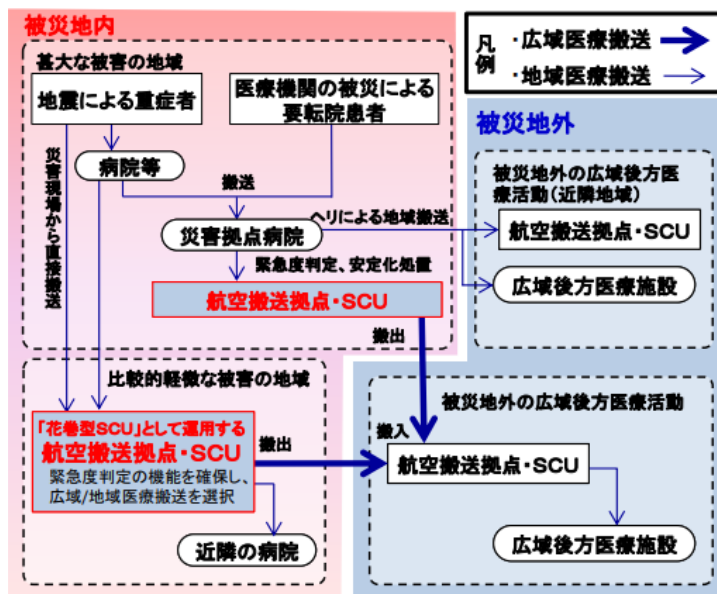 被災地内
甚大な被害の地域
地震による重症者
医療機関の被災による
要転院患者
病院等
搬送
災害現場から直接搬送
災害拠点病院
ヘリによる地域搬送
緊急度判定、安定化処置
航空搬送拠点・SCU
搬出
比較的軽微な被害の地域
「花巻型SCU」として運用する
航空搬送拠点・SCU
緊急度判定の機能を確保し、
広域/地域医療搬送を選択
搬出
近隣の病院
凡例
・広域医療搬送
・地域医療搬送
被災地外
被災地外の広域後方医
療活動(近隣地域)
航空搬送拠点・SCU
広域後方医療施設
被災地外の広域後方医療活動
搬入
航空搬送拠点・SCU
広域後方医療施設